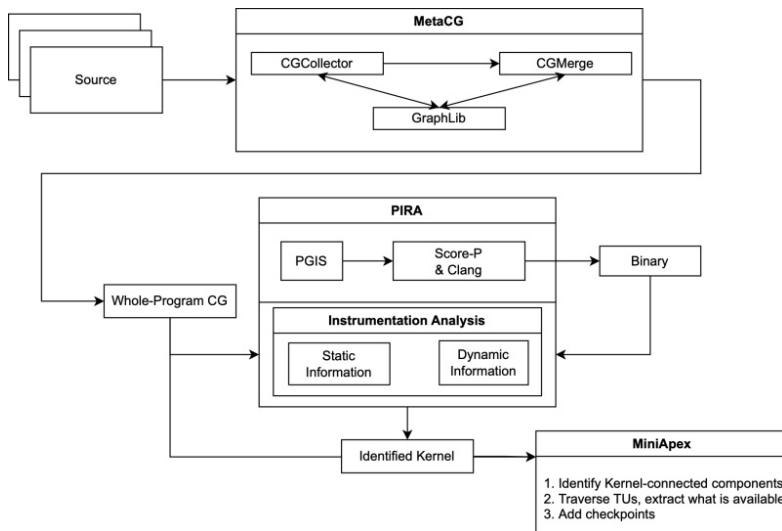 MetaCG
CGCollector
CGMerge
Source
GraphLib
PIRA
PGIS
Score-P
& Clang
Binary
Whole-Program CG
Instrumentation Analysis
Static
Information
Dynamic
Information
Identified Kernel
MiniApex
1. Identify Kernel-connected components
2. Traverse TUs, extract what is available
3. Add checkpoints